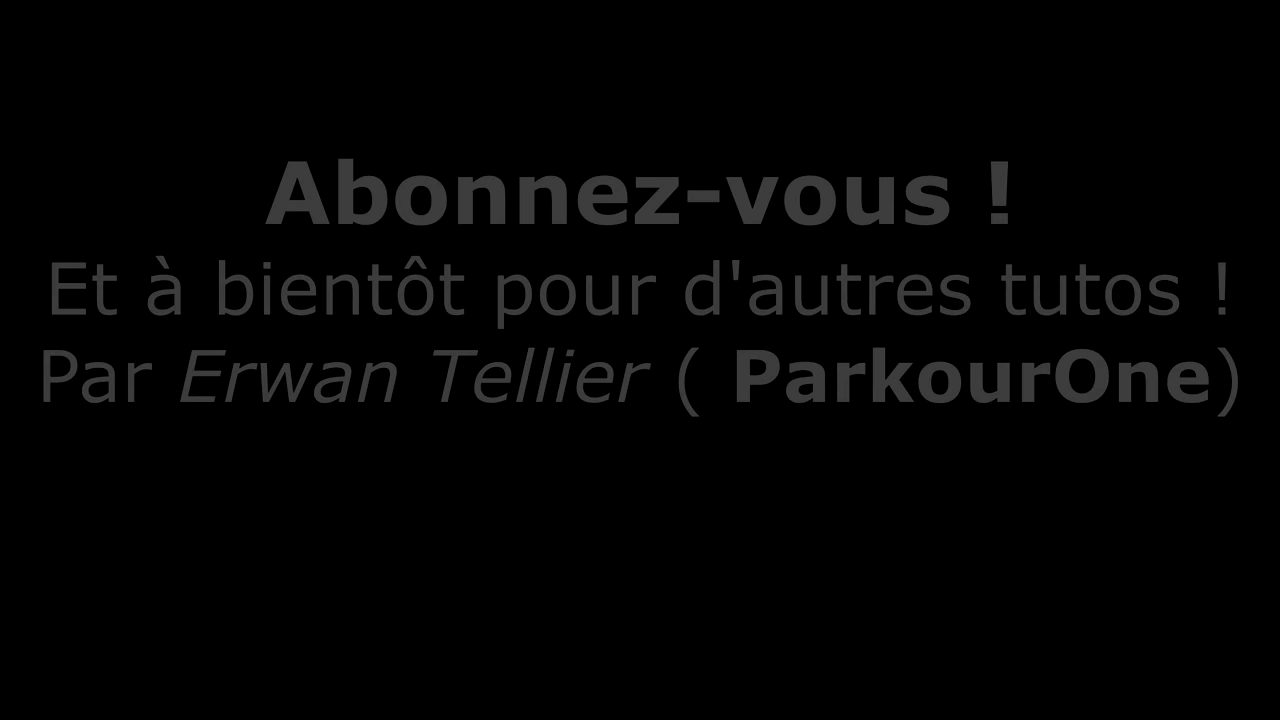 Abonnez-vous !
Et à bientôt pour d'autres tutos !
Par Erwan Tellier ( ParkourOne)